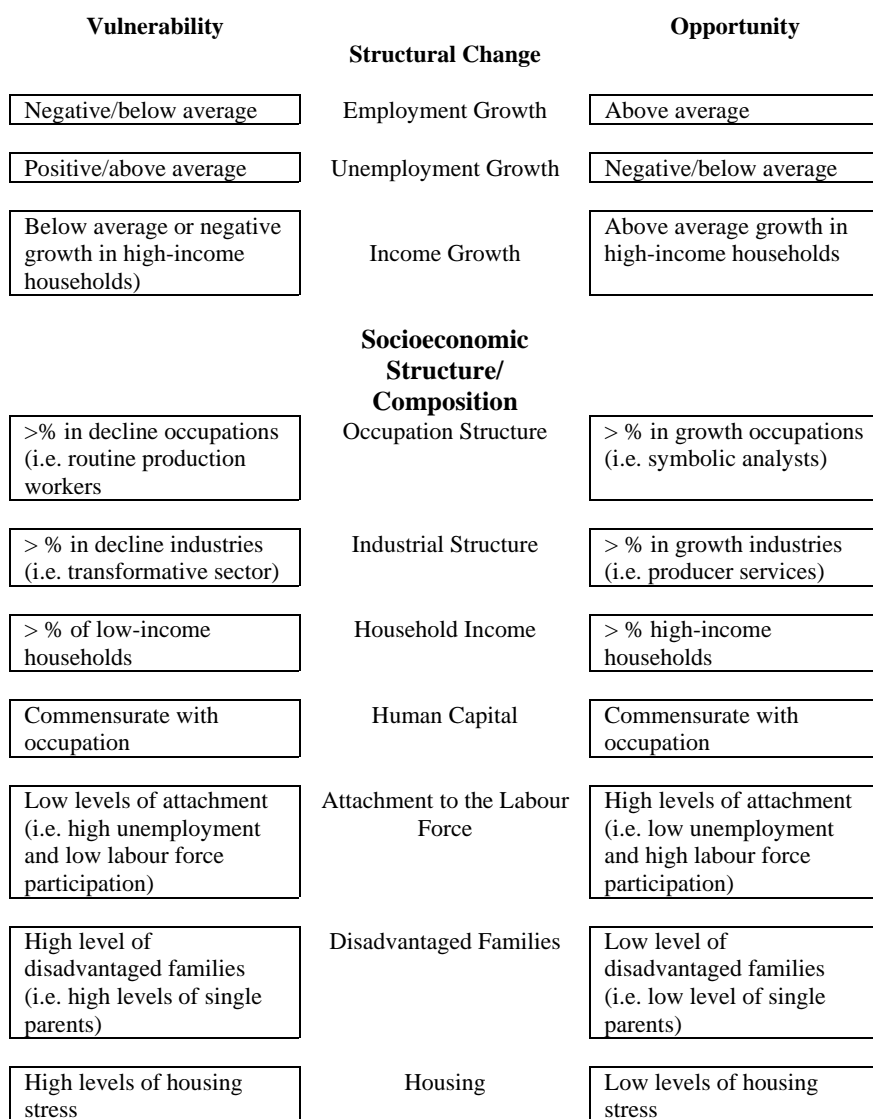 Vulnerability
Opportunity
Structural Change
Negative/below average
Employment Growth
Above average
Positive/above average
Unemployment Growth
Negative/below average
Below average or negative
growth in high-income
households)
Income Growth
Above average growth in
high-income households
Socioeconomic
Structure/
Composition
>% in decline occupations
(i.e. routine production
workers
Occupation Structure
> % in growth occupations
(i.e. symbolic analysts)
> % in decline industries
(i.e. transformative sector)
Industrial Structure
> % in growth industries
(i.e. producer services)
> % of low-income
households
Household Income
> % high-income
households
Commensurate with
occupation
Human Capital
Commensurate with
occupation
Low levels of attachment
(i.e. high unemployment
and low labour force
participation)
Attachment to the Labour
Force
High levels of attachment
(i.e. low unemployment
and high labour force
participation)
High level of
disadvantaged families
(i.e. high levels of single
parents)
Disadvantaged Families
Low level of
disadvantaged families
(i.e. low level of single
parents)
High levels of housing
stress
Housing
Low levels of housing
stress